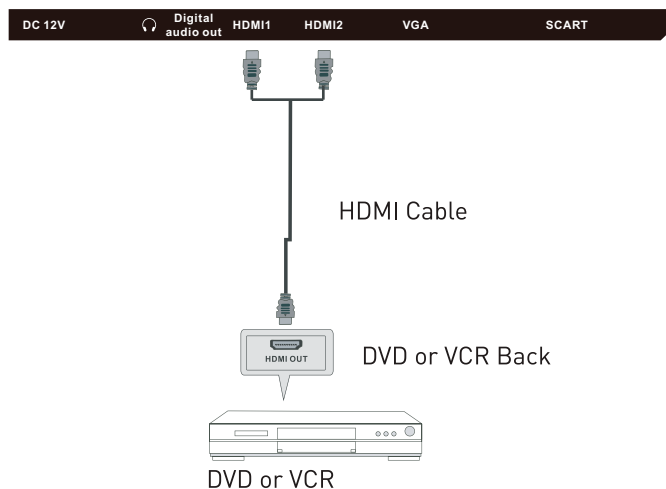 DC 12V
Digital
audio out
HDMI1
HDMI2
VGA
SCART
HDMI Cable
HDMI OUT
DVD or VCR Back
DVD or VCR